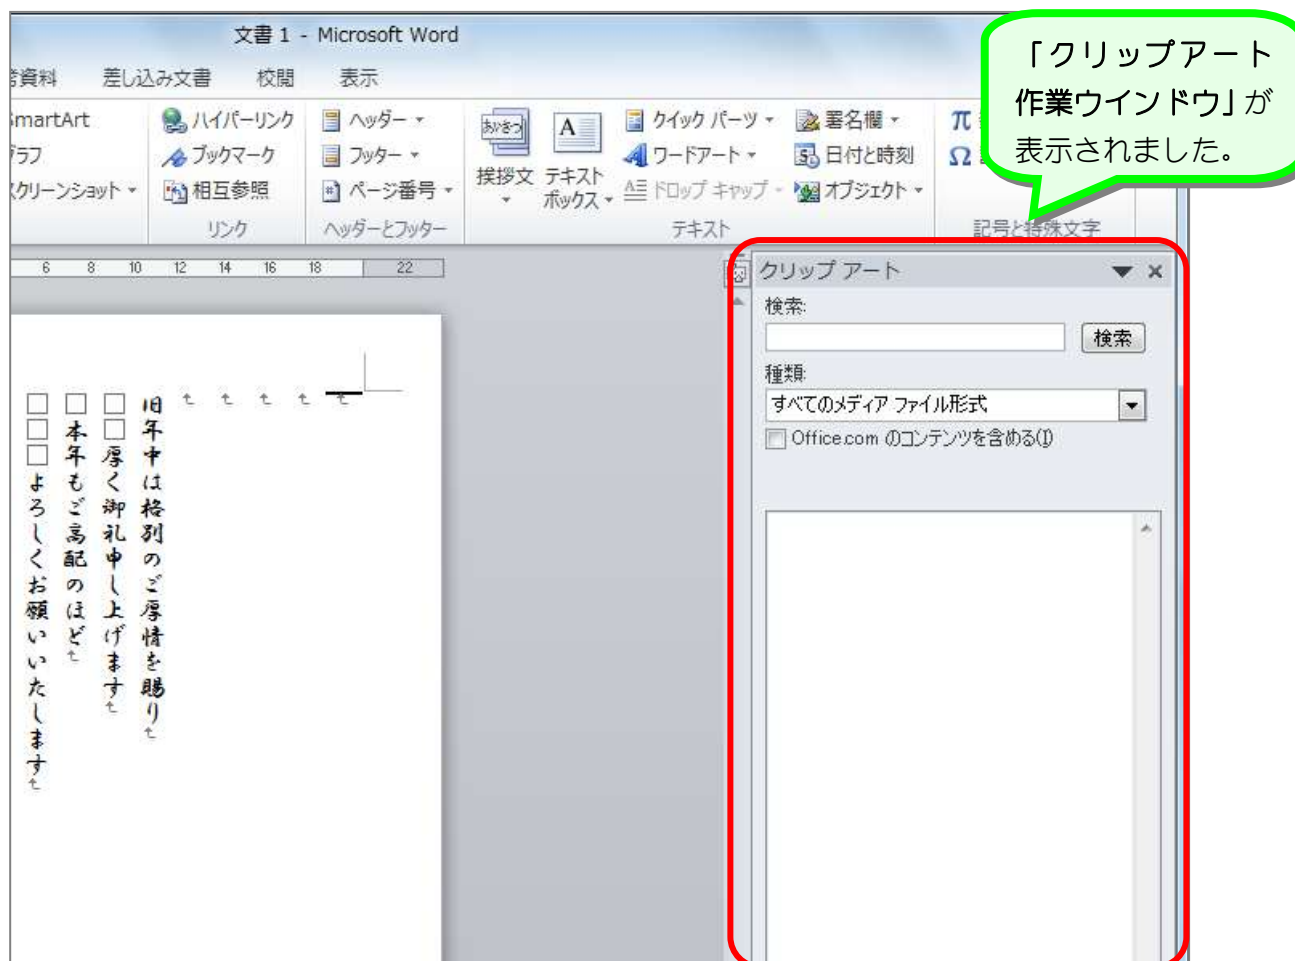 文書 1 - Microsoft Word
資料 差し込み文書 校閲 表示
SmartArt
グラフ
スクリーンショット
ハイパーリンク
ブックマーク
相互参照
リンク
ヘッダー
フッター
ページ番号
ヘッダーとフッター
あいさつ
挨拶文
A
テキスト
ボックス
クイック パーツ
ワードアート
ドロップ キャップ
署名欄
日付と時刻
オブジェクト
テキスト
π
Ω
記号と特殊文字
「クリップアート
作業ウインドウ」が
表示されました。
6 8 10 12 14 16 18 22
旧年中は格別のご厚情を賜り
□□厚く御礼申し上げます
□本年もご高配のほど
□□□よろしくお願いいたします
クリップ アート
検索:
検索
種類:
すべてのメディア ファイル形式
Office.com のコンテンツを含める(I)